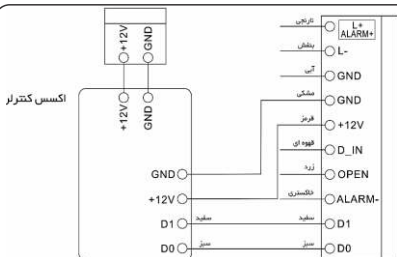 +12V GND
+12V GND
اکسس کنترلر
GND
+12V
D1
D0
نارنجی L+ ALARM+
بنفش L-
آبی GND
مشکی GND
قرمز +12V
قهوه ای D_IN
زرد OPEN
خاکستری ALARM-
سفید سفید D1
سبز سبز D0